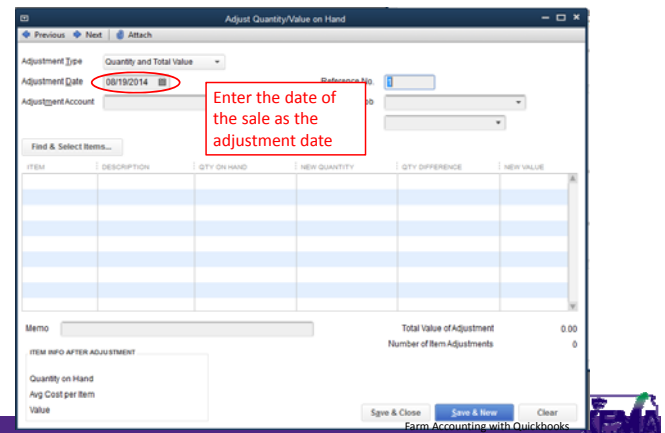 Adjust Quantity/Value on Hand
Previous Next Attach
Adjustment Type Quantity and Total Value
Adjustment Date 08/19/2014 Reference No. 1
Adjustment Account
Enter the date of
the sale as the
adjustment date
Find & Select Items...
ITEM DESCRIPTION QTY ON HAND NEW QUANTITY QTY DIFFERENCE NEW VALUE
Memo Total Value of Adjustment 0.00
Number of Item Adjustments 0
ITEM INFO AFTER ADJUSTMENT
Quantity on Hand
Avg Cost per Item
Value Save & Close Save & New Clear
Farm Accounting with Quickbooks